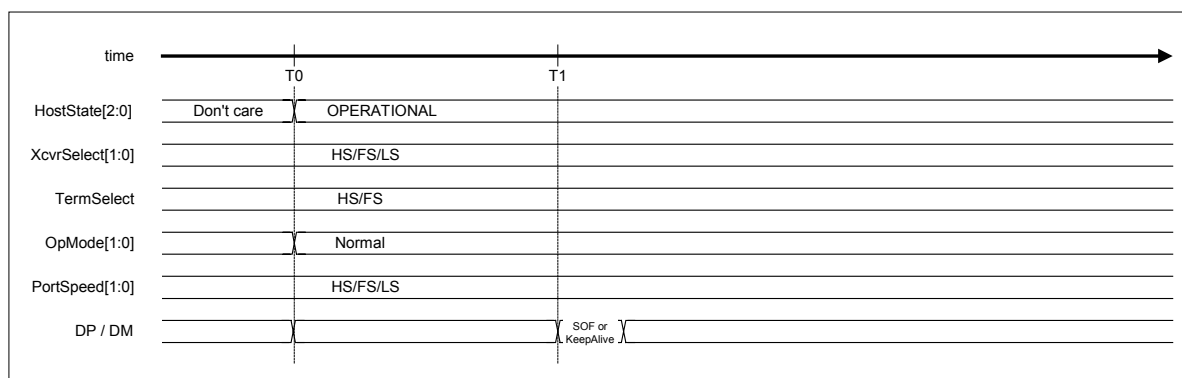 time
T0 T1
HostState[2:0] Don't care OPERATIONAL
XcvrSelect[1:0] HS/FS/LS
TermSelect HS/FS
OpMode[1:0] Normal
PortSpeed[1:0] HS/FS/LS
DP / DM SOF or
KeepAlive